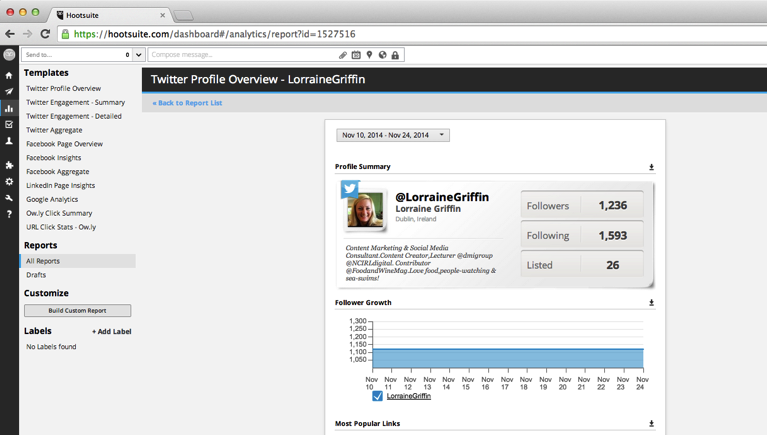 Hootsuite
https://hootsuite.com/dashboard#/analytics/report?id=1527516
Send to... 0
Compose message...
31
Templates
Twitter Profile Overview
Twitter Engagement - Summary
Twitter Engagement - Detailed
Twitter Aggregate
Facebook Page Overview
Facebook Insights
Facebook Aggregate
LinkedIn Page Insights
Google Analytics
Ow.ly Click Summary
URL Click Stats - Ow.ly
Reports
All Reports
Drafts
Customize
Build Custom Report
Labels + Add Label
No Labels found
Twitter Profile Overview - LorraineGriffin
« Back to Report List
Nov 10, 2014 - Nov 24, 2014
Profile Summary
@LorraineGriffin
Lorraine Griffin
Dublin, Ireland
Content Marketing & Social Media
Consultant.Content Creator,Lecturer @dmigroup
@NCIRLdigital. Contributor
@FoodandWineMag.Love food,people-watching &
sea-swims!
Followers 1,236
Following 1,593
Listed 26
Follower Growth
1,300
1,250
1,200
1,150
1,100
1,050
Nov Nov Nov Nov Nov Nov Nov Nov Nov Nov Nov Nov Nov Nov Nov
10 11 12 13 14 15 16 17 18 19 20 21 22 23 24
LorraineGriffin
Most Popular Links